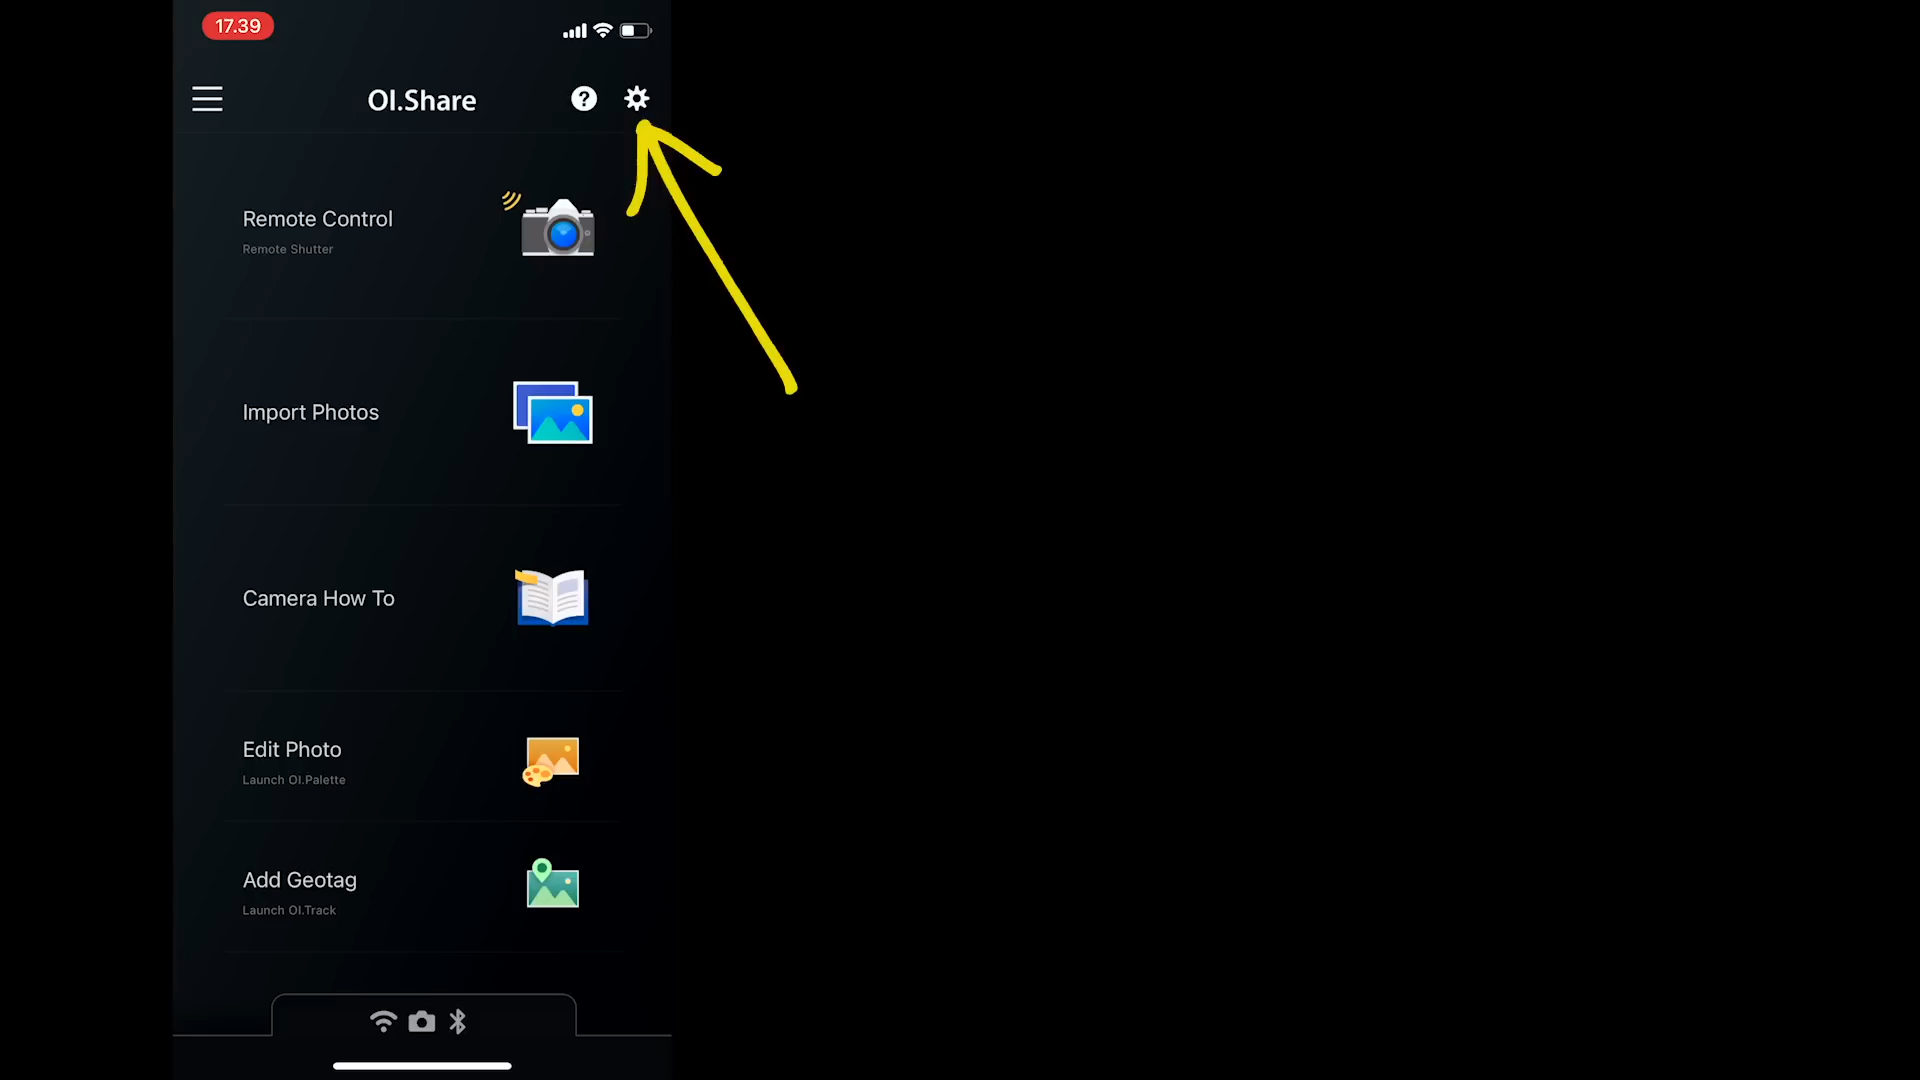 17.39
OI.Share
?
Remote Control
Remote Shutter
Import Photos
Camera How To
Edit Photo
Launch OI.Palette
Add Geotag
Launch OI.Track